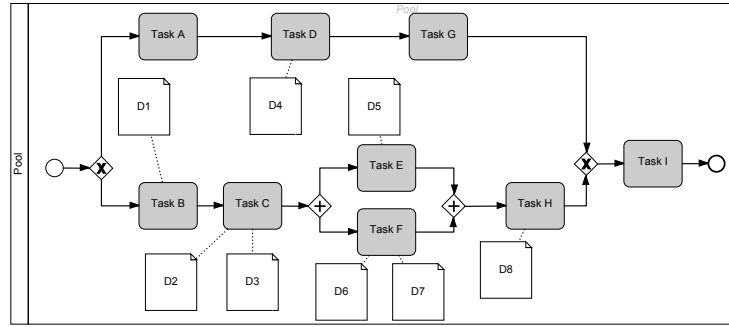 Pool
Task A
Task D
Task G
D1
D4
D5
Pool
Task E
Task I
Task B
Task C
Task F
Task H
D2
D3
D6
D7
D8